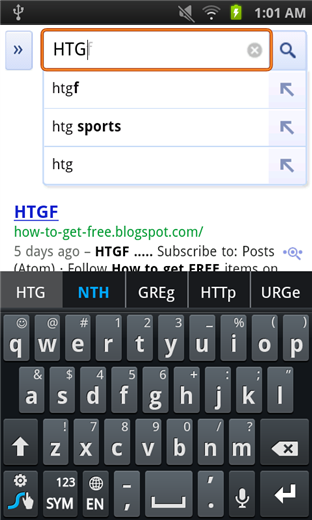 1:01 AM
» HTGf
htgf
htg sports
htg
HTGF
how-to-get-free.blogspot.com/
5 days ago – HTGF ..... Subscribe to: Posts
(Atom) · Follow How to get FREE items on
HTG NTH GREg HTTp URGe
☺ @ # 1 2 3 _ % ( )
q w e r t y u i o p
& $ 4 5 6 + : ; "
a s d f g h j k l
! 7 8 9 0 / ?
z x c v b n m
123
SYM EN - , ' .